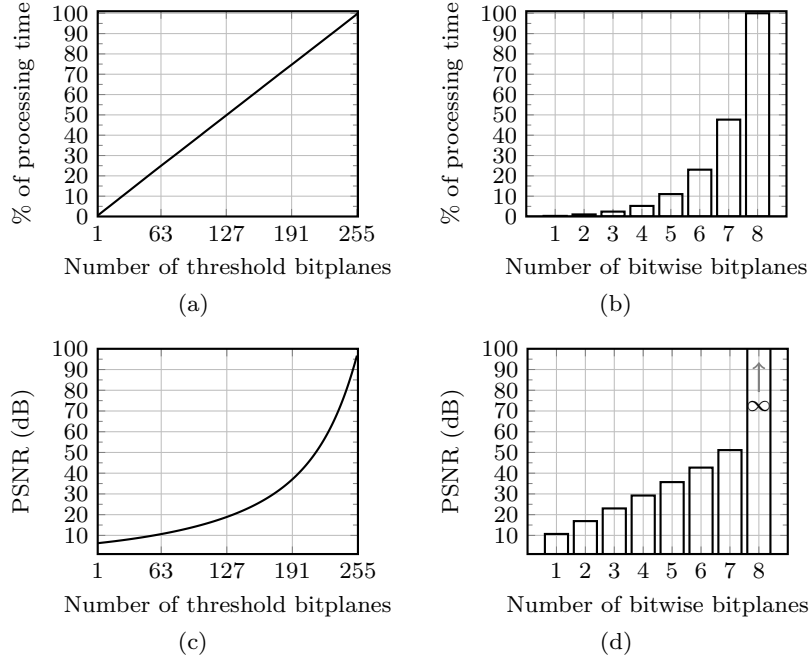 % of processing time
100
90
80
70
60
50
40
30
20
10
0
1 63 127 191 255
Number of threshold bitplanes
(a)
% of processing time
100
90
80
70
60
50
40
30
20
10
0
1 2 3 4 5 6 7 8
Number of bitwise bitplanes
(b)
PSNR (dB)
100
90
80
70
60
50
40
30
20
10
1 63 127 191 255
Number of threshold bitplanes
(c)
PSNR (dB)
100
90
80
70
60
50
40
30
20
10
↑
∞
1 2 3 4 5 6 7 8
Number of bitwise bitplanes
(d)